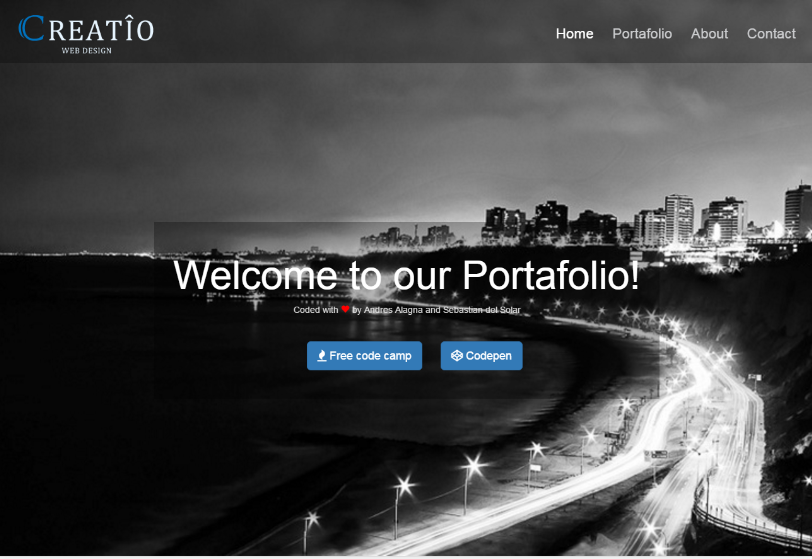 CREATÎO
WEB DESIGN
Home Portafolio About Contact
Welcome to our Portafolio!
Coded with ♥ by Andres Alagna and Sebastian del Solar
Free code camp Codepen